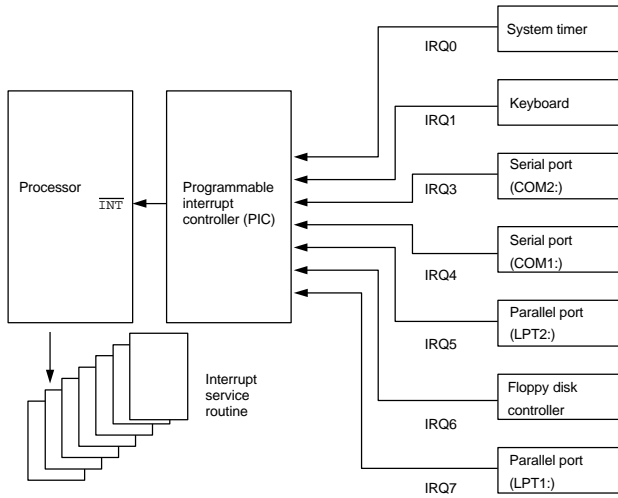 System timer
IRQ0
Keyboard
IRQ1
Processor
INT
Programmable
interrupt
controller (PIC)
Serial port
(COM2:)
IRQ3
Serial port
(COM1:)
IRQ4
Parallel port
(LPT2:)
IRQ5
Interrupt
service
routine
Floppy disk
controller
IRQ6
Parallel port
(LPT1:)
IRQ7